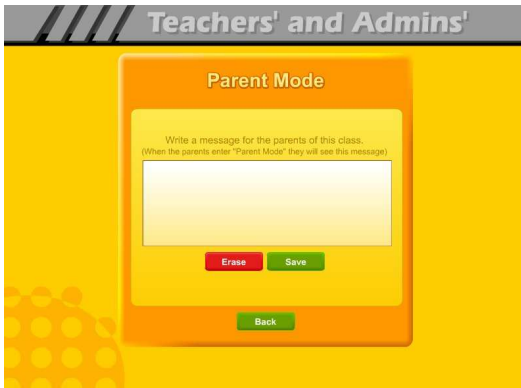 Teachers' and Admins'
Parent Mode
Write a message for the parents of this class.
(When the parents enter "Parent Mode" they will see this message)
Erase Save
Back